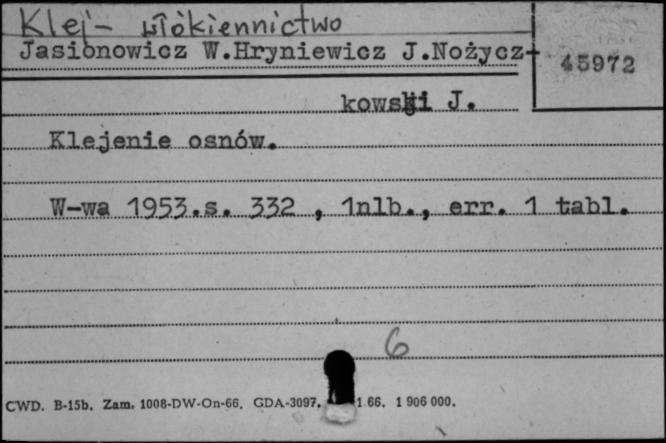 Klej - włókiennictwo
Jasionowicz W.Hryniewicz J.Nożycz-
45972
kowski J.
Klejenie osnów.
W-wa 1953.s. 332 , 1nlb., err. 1 tabl.
6
CWD. B-15b. Zam. 1008-DW-On-66. GDA-3097. 1.66. 1 906 000.